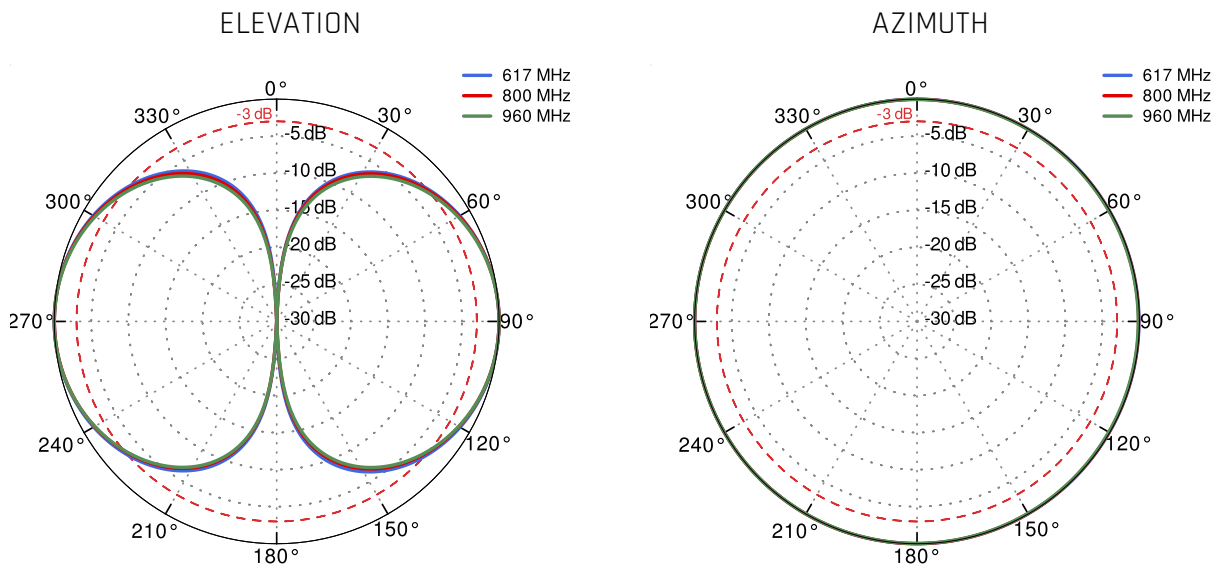 ELEVATION
617 MHz
800 MHz
960 MHz
0°
330°
30°
-3 dB
-5 dB
-10 dB
300°
60°
-15 dB
-20 dB
-25 dB
270°
-30 dB
90°
240°
120°
210°
150°
180°
AZIMUTH
617 MHz
800 MHz
960 MHz
0°
330°
30°
-3 dB
-5 dB
-10 dB
300°
60°
-15 dB
-20 dB
-25 dB
270°
-30 dB
90°
240°
120°
210°
150°
180°